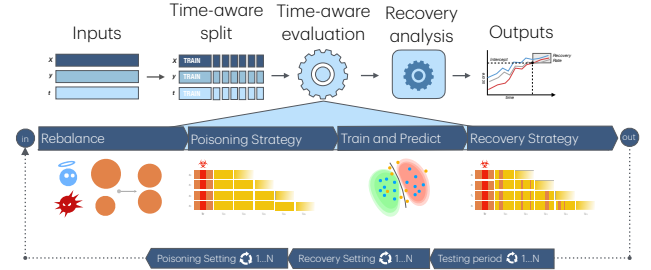 Inputs
Time-aware
split
Time-aware
evaluation
Recovery
analysis
Outputs
X
y
t
TRAIN
TRAIN
TRAIN
Intercept
Recovery
Rate
time
in
Rebalance
Poisoning Strategy
Train and Predict
Recovery Strategy
out
Poisoning Setting 1...N
Recovery Setting 1...N
Testing period 1...N